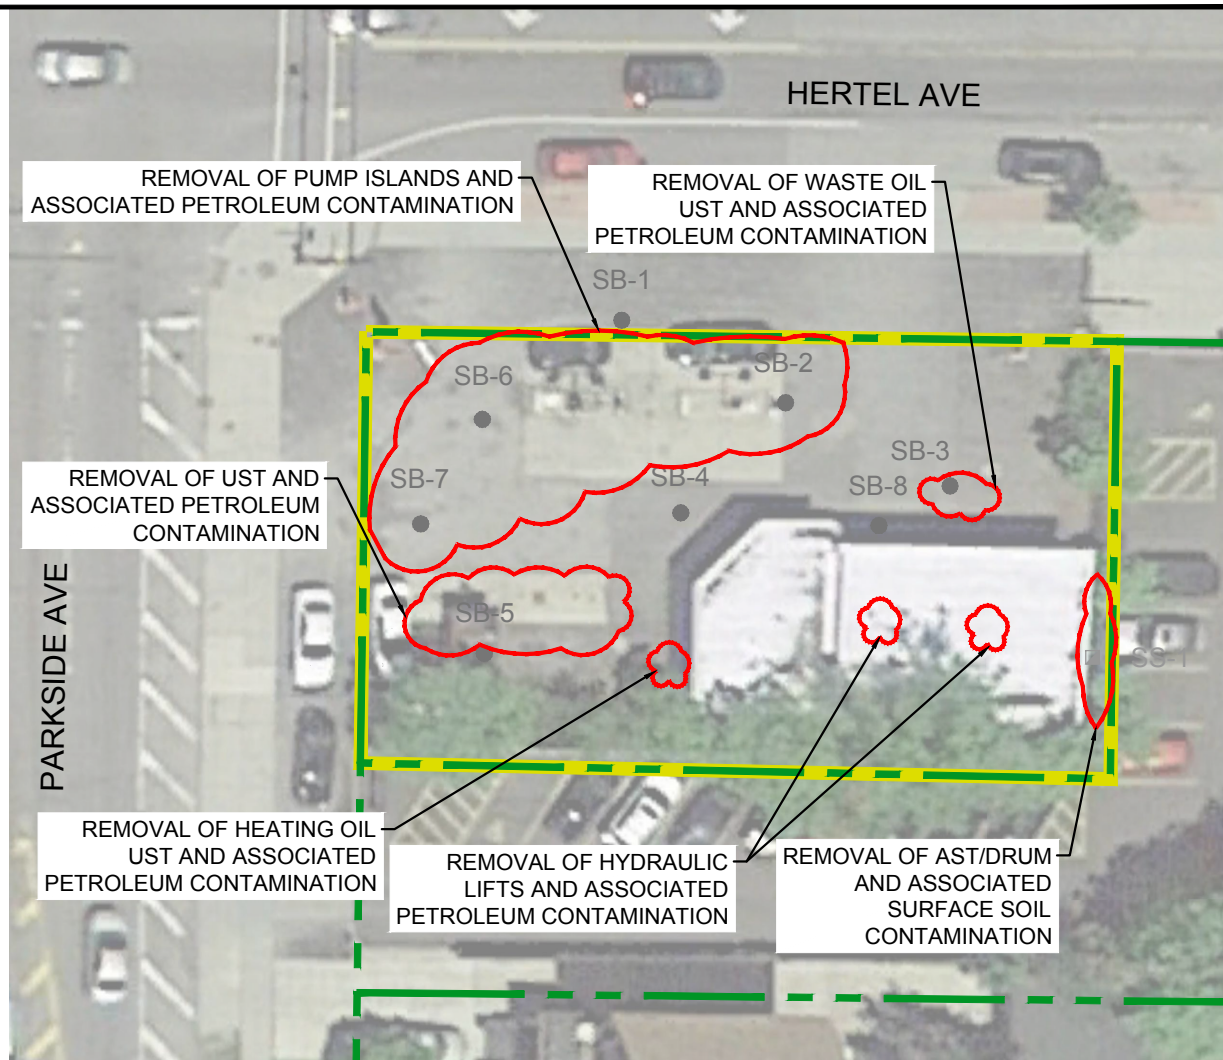 HERTEL AVE
REMOVAL OF PUMP ISLANDS AND
ASSOCIATED PETROLEUM CONTAMINATION
REMOVAL OF WASTE OIL
UST AND ASSOCIATED
PETROLEUM CONTAMINATION
SB-1
SB-2
SB-6
SB-3
SB-7
SB-4
SB-8
REMOVAL OF UST AND
ASSOCIATED PETROLEUM
CONTAMINATION
PARKSIDE AVE
SB-5
SS-1
REMOVAL OF HEATING OIL
UST AND ASSOCIATED
PETROLEUM CONTAMINATION
REMOVAL OF HYDRAULIC
LIFTS AND ASSOCIATED
PETROLEUM CONTAMINATION
REMOVAL OF AST/DRUM
AND ASSOCIATED
SURFACE SOIL
CONTAMINATION